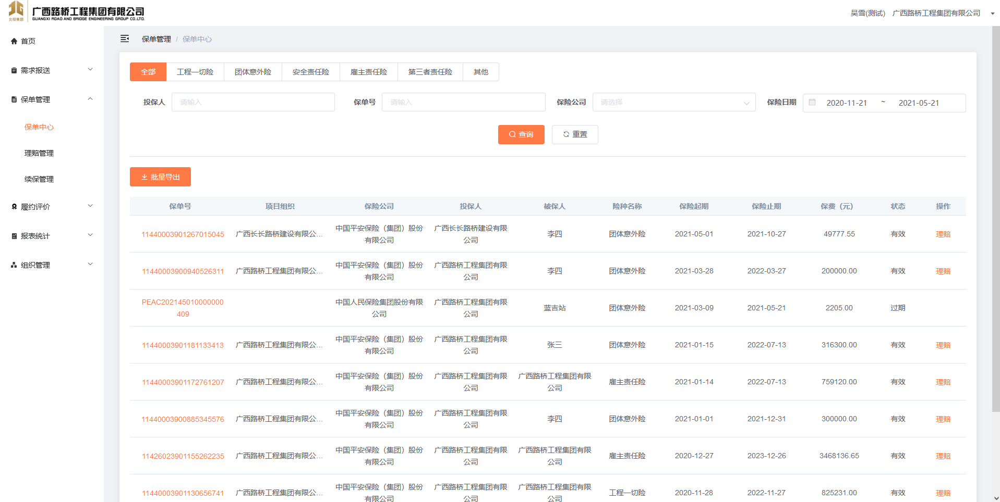 北投集团 广西路桥工程集团有限公司
GUANGXI ROAD AND BRIDGE ENGINEERING GROUP CO.LTD.
吴雪(测试) 广西路桥工程集团有限公司
首页
需求报送
保单管理
保单中心
理赔管理
续保管理
履约评价
报表统计
组织管理
保单管理 / 保单中心
全部 工程一切险 团体意外险 安全责任险 雇主责任险 第三者责任险 其他
投保人 请输入 保单号 请输入 保险公司 请选择 保险日期 2020-11-21 ~ 2021-05-21
查询 重置
批量导出
保单号 项目组织 保险公司 投保人 被保人 险种名称 保险起期 保险止期 保费（元） 状态 操作
11440003901267015045 广西长长路桥建设有限公... 中国平安保险（集团）股份有限公司 广西长长路桥建设有限公司 李四 团体意外险 2021-05-01 2021-10-27 49777.55 有效 理赔
11440003900940526311 广西路桥工程集团有限公... 中国平安保险（集团）股份有限公司 广西路桥工程集团有限公司 李四 团体意外险 2021-03-28 2022-03-27 200000.00 有效 理赔
PEAC202145010000000409 中国人民保险集团股份有限公司 广西路桥工程集团有限公司 蓝吉站 团体意外险 2021-03-09 2021-05-21 2205.00 过期
11440003901181133413 广西路桥工程集团有限公... 中国平安保险（集团）股份有限公司 广西路桥工程集团有限公司 张三 团体意外险 2021-01-15 2022-07-13 316300.00 有效 理赔
11440003901172761207 广西路桥工程集团有限公... 中国平安保险（集团）股份有限公司 广西路桥工程集团有限公司 广西路桥工程集团有限公司 雇主责任险 2021-01-14 2022-07-13 759120.00 有效 理赔
11440003900885345576 广西路桥工程集团有限公... 中国平安保险（集团）股份有限公司 广西路桥工程集团有限公司 李四 团体意外险 2021-01-01 2021-12-31 300000.00 有效 理赔
11426023901155262235 广西路桥工程集团有限公... 中国平安保险（集团）股份有限公司 广西路桥工程集团有限公司 广西路桥工程集团有限公司 雇主责任险 2020-12-27 2023-12-26 3468136.65 有效 理赔
11440003901130656741 广西路桥工程集团有限公... 中国平安保险（集团）股份有限公司 广西路桥工程集团有限公司 广西路桥工程集团有限公司 工程一切险 2020-11-28 2022-11-27 825231.00 有效 理赔